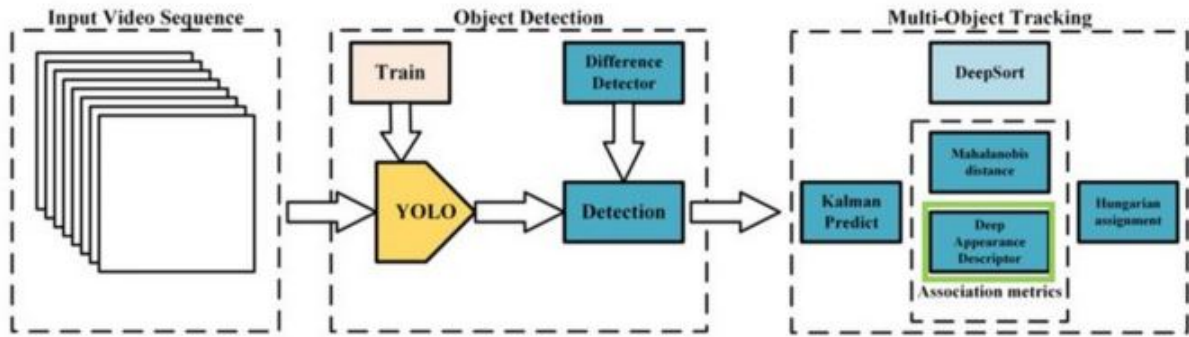 Input Video Sequence
Object Detection
Multi-Object Tracking
Train
Difference
Detector
YOLO
Detection
DeepSort
Mahalanobis
distance
Kalman
Predict
Deep
Appearance
Descriptor
Hungarian
assignment
Association metrics